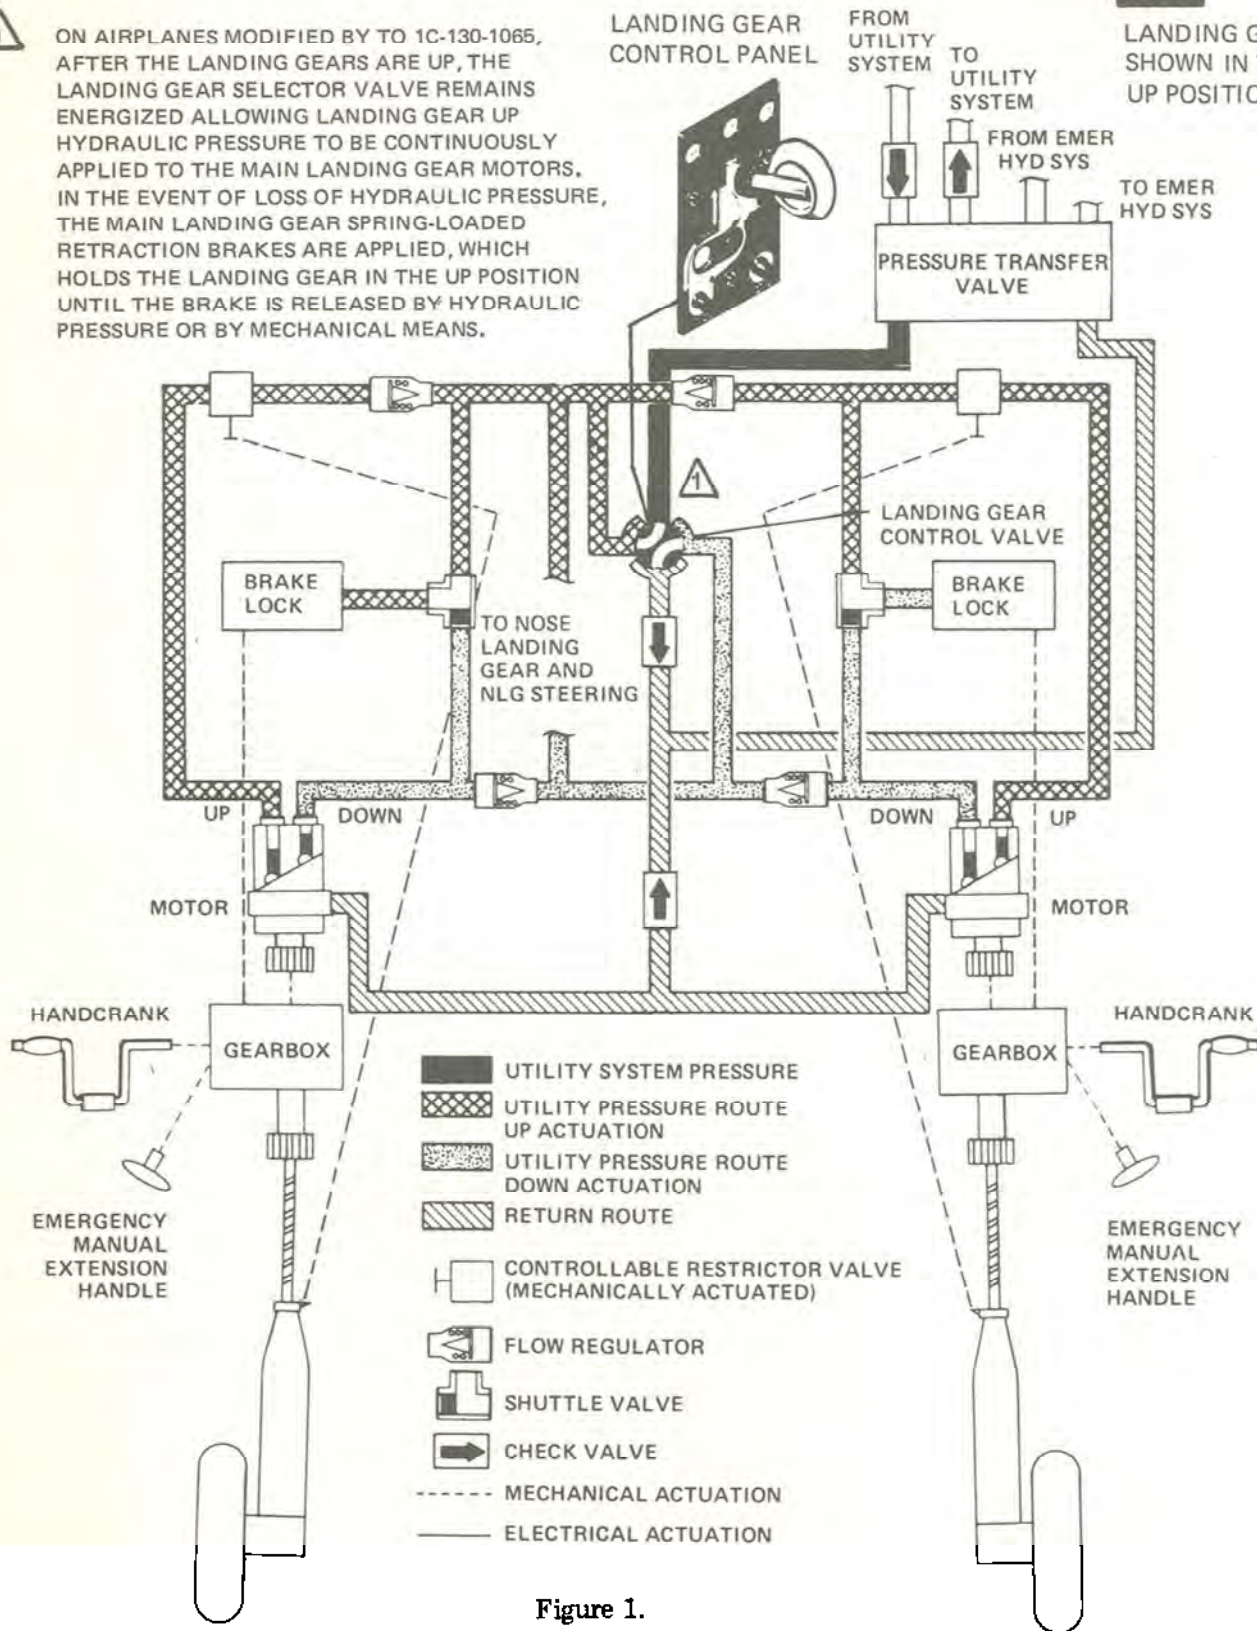 ON AIRPLANES MODIFIED BY TO 1C-130-1065,
AFTER THE LANDING GEARS ARE UP, THE
LANDING GEAR SELECTOR VALVE REMAINS
ENERGIZED ALLOWING LANDING GEAR UP
HYDRAULIC PRESSURE TO BE CONTINUOUSLY
APPLIED TO THE MAIN LANDING GEAR MOTORS.
IN THE EVENT OF LOSS OF HYDRAULIC PRESSURE,
THE MAIN LANDING GEAR SPRING-LOADED
RETRACTION BRAKES ARE APPLIED, WHICH
HOLDS THE LANDING GEAR IN THE UP POSITION
UNTIL THE BRAKE IS RELEASED BY HYDRAULIC
PRESSURE OR BY MECHANICAL MEANS.
LANDING GEAR
CONTROL PANEL
FROM
UTILITY
SYSTEM
TO
UTILITY
SYSTEM
FROM EMER
HYD SYS
TO EMER
HYD SYS
LANDING
SHOWN IN
UP
PRESSURE TRANSFER
VALVE
1
LANDING GEAR
CONTROL VALVE
BRAKE
LOCK
BRAKE
LOCK
TO NOSE
LANDING
GEAR AND
NLG STEERING
UP
DOWN
DOWN
UP
MOTOR
MOTOR
HANDCRANK
HANDCRANK
GEARBOX
GEARBOX
EMERGENCY
MANUAL
EXTENSION
HANDLE
EMERGENCY
MANUAL
EXTENSION
HANDLE
UTILITY SYSTEM PRESSURE
UTILITY PRESSURE ROUTE
UP ACTUATION
UTILITY PRESSURE ROUTE
DOWN ACTUATION
RETURN ROUTE
CONTROLLABLE RESTRICTOR VALVE
(MECHANICALLY ACTUATED)
FLOW REGULATOR
SHUTTLE VALVE
CHECK VALVE
MECHANICAL ACTUATION
ELECTRICAL ACTUATION
Figure 1.